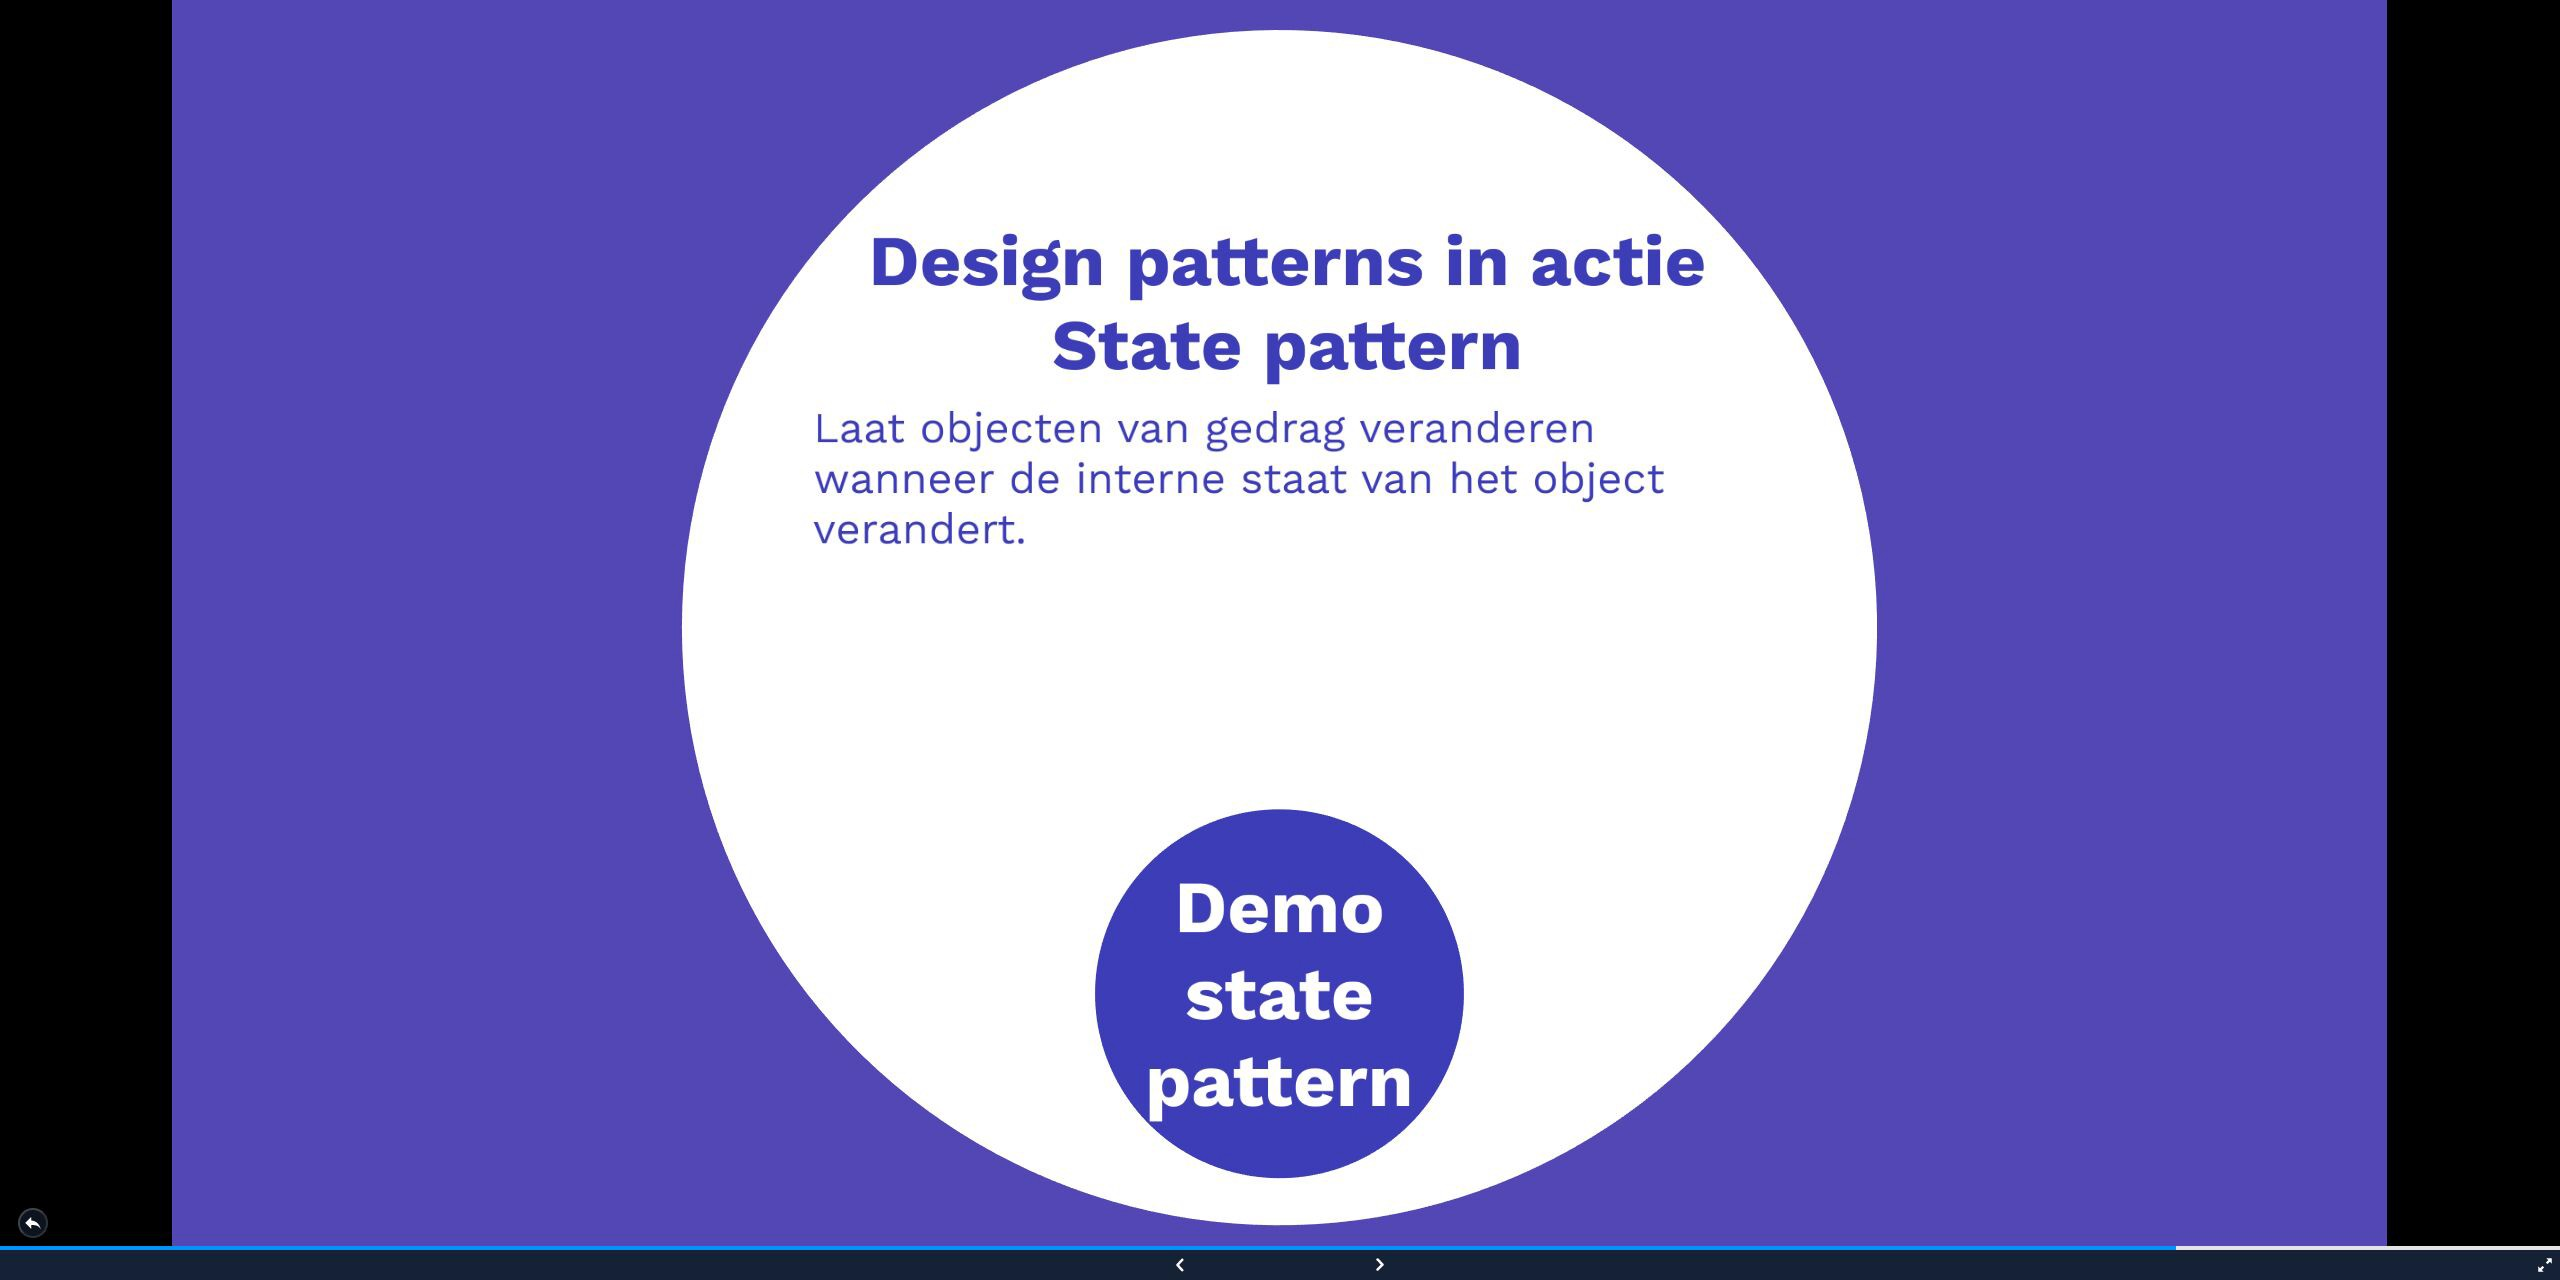 Design patterns in actie
State pattern
Laat objecten van gedrag veranderen
wanneer de interne staat van het object
verandert.
Demo
state
pattern